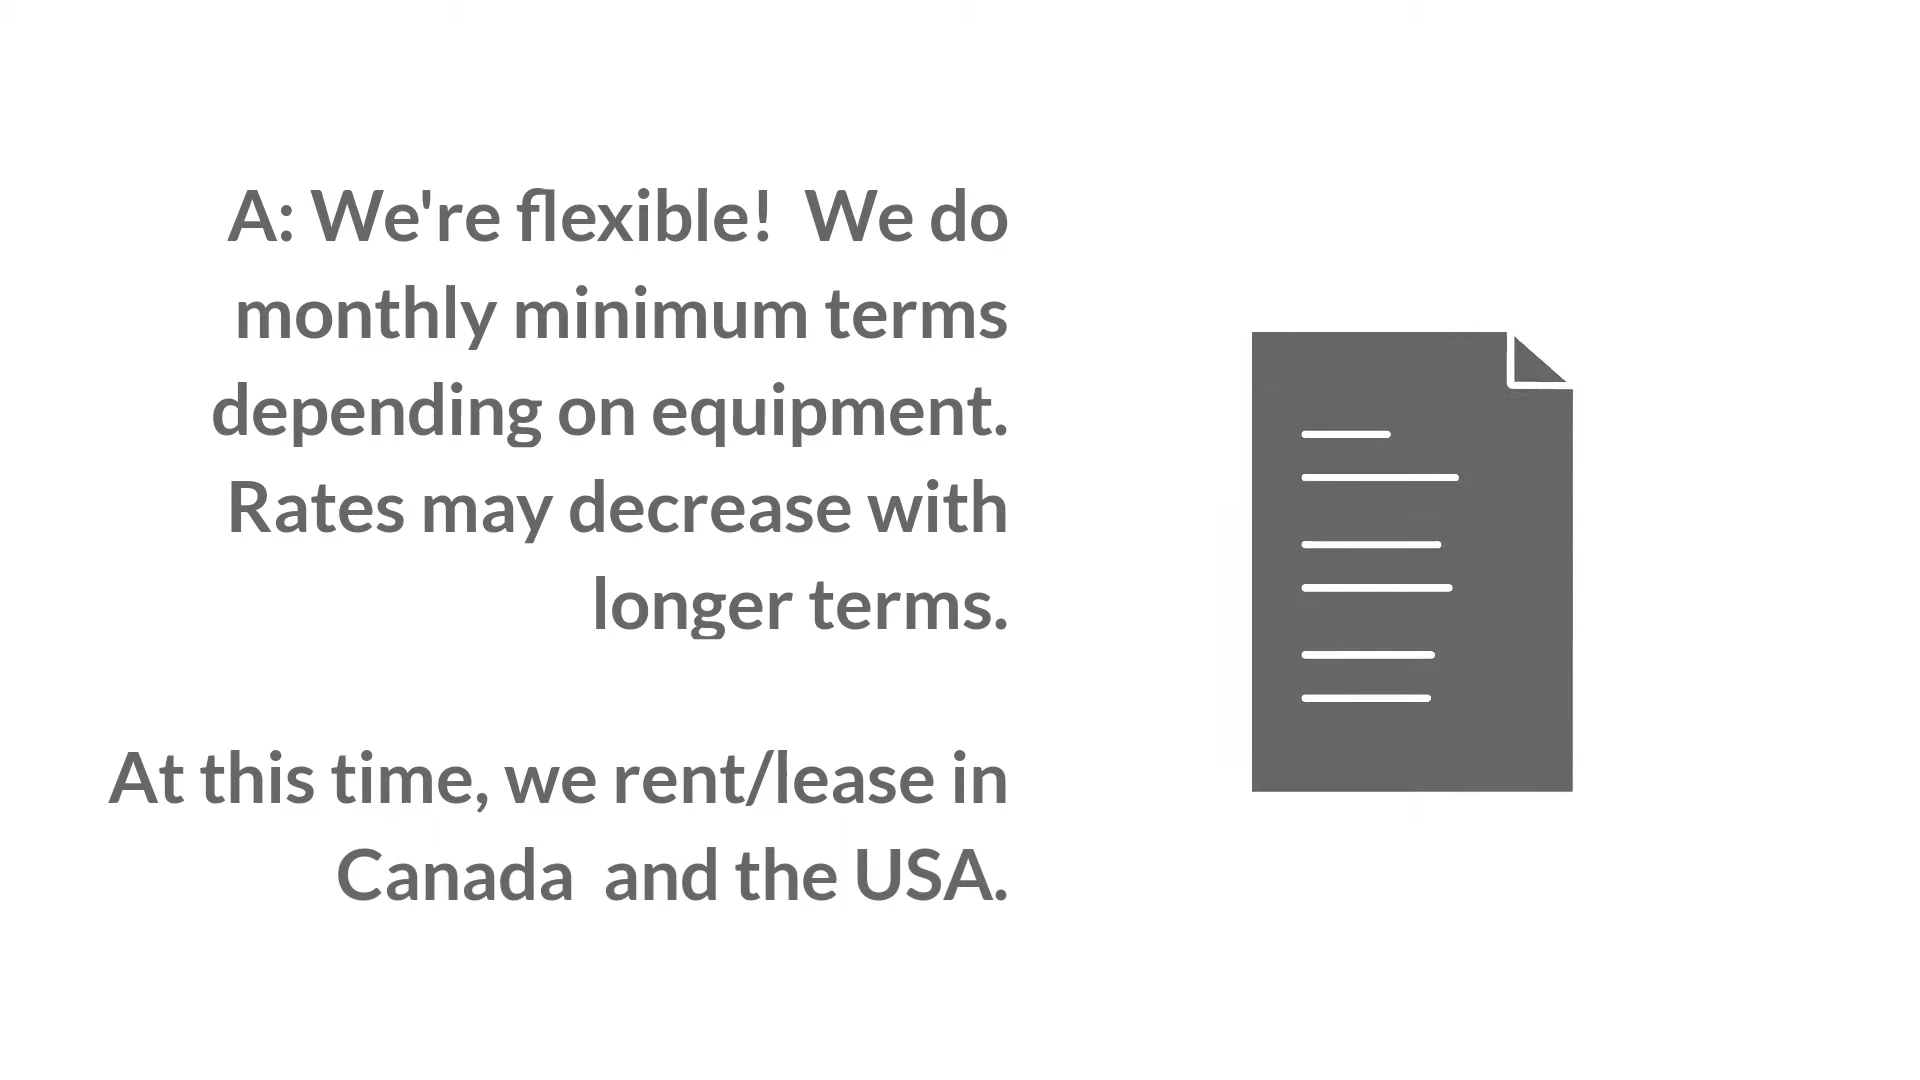 A: We're flexible!  We do
monthly minimum terms
depending on equipment.
Rates may decrease with
longer terms.
At this time, we rent/lease in
Canada  and the USA.